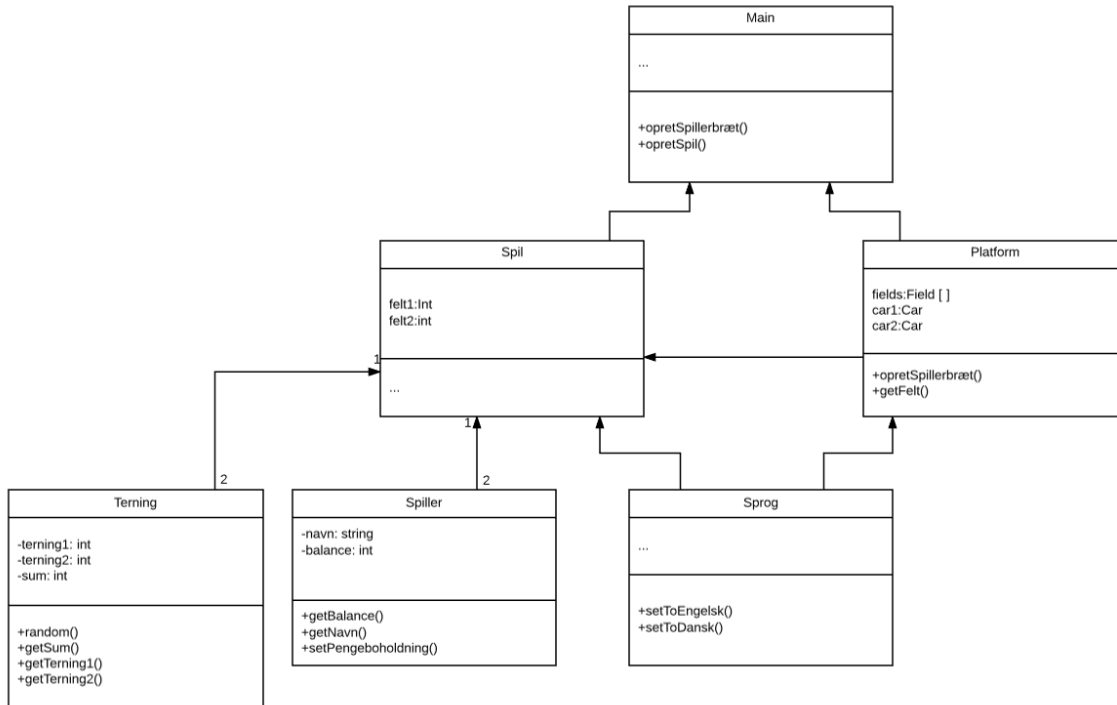 Main
...
+opretSpillerbræt()
+opretSpil()
Spil
felt1:Int
felt2:int
...
Platform
fields:Field [ ]
car1:Car
car2:Car
+opretSpillerbræt()
+getFelt()
1
1
2
2
Terning
-terning1: int
-terning2: int
-sum: int
+random()
+getSum()
+getTerning1()
+getTerning2()
Spiller
-navn: string
-balance: int
+getBalance()
+getNavn()
+setPengeboholdning()
Sprog
...
+setToEngelsk()
+setToDansk()